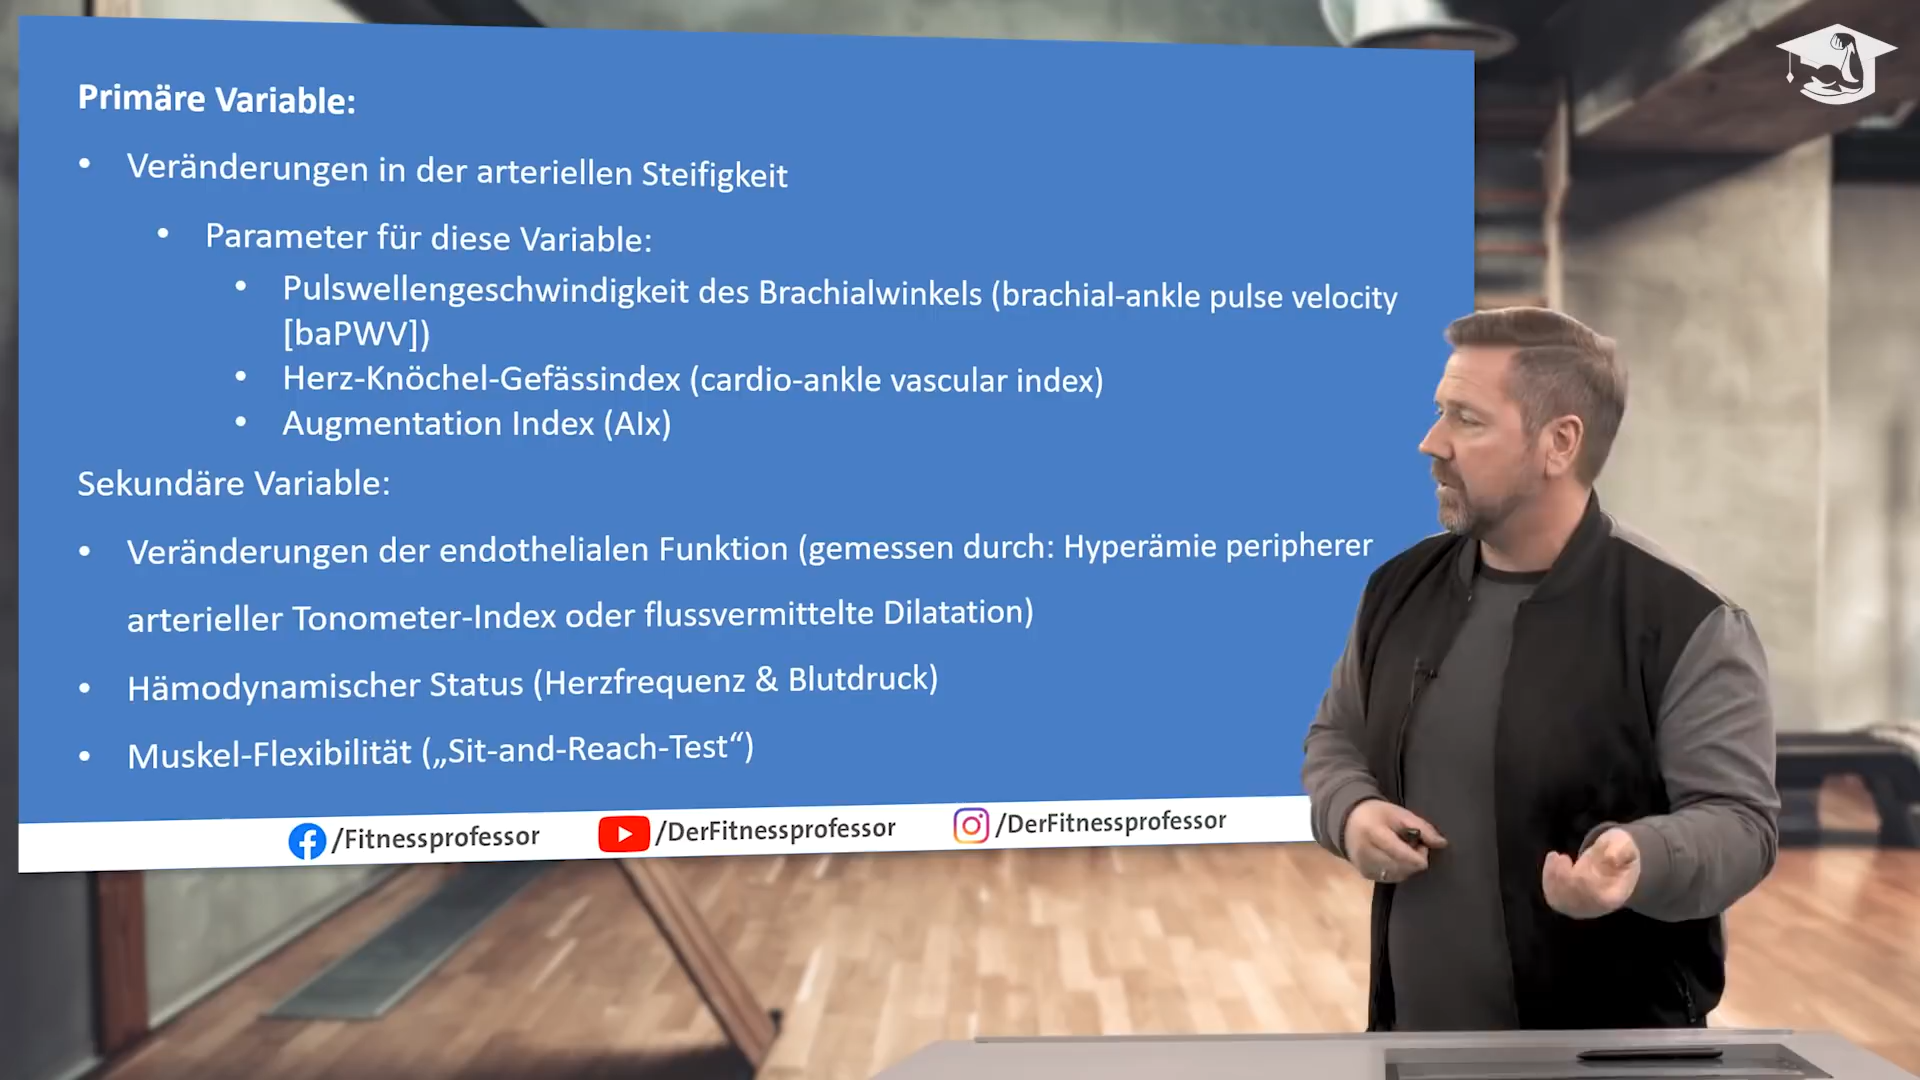 Primäre Variable:
• Veränderungen in der arteriellen Steifigkeit
• Parameter für diese Variable:
• Pulswellengeschwindigkeit des Brachialwinkels (brachial-ankle pulse velocity
[baPWV])
• Herz-Knöchel-Gefässindex (cardio-ankle vascular index)
• Augmentation Index (AIx)
Sekundäre Variable:
• Veränderungen der endothelialen Funktion (gemessen durch: Hyperämie peripherer
arterieller Tonometer-Index oder flussvermittelte Dilatation)
• Hämodynamischer Status (Herzfrequenz & Blutdruck)
• Muskel-Flexibilität („Sit-and-Reach-Test“)
/Fitnessprofessor /DerFitnessprofessor /DerFitnessprofessor